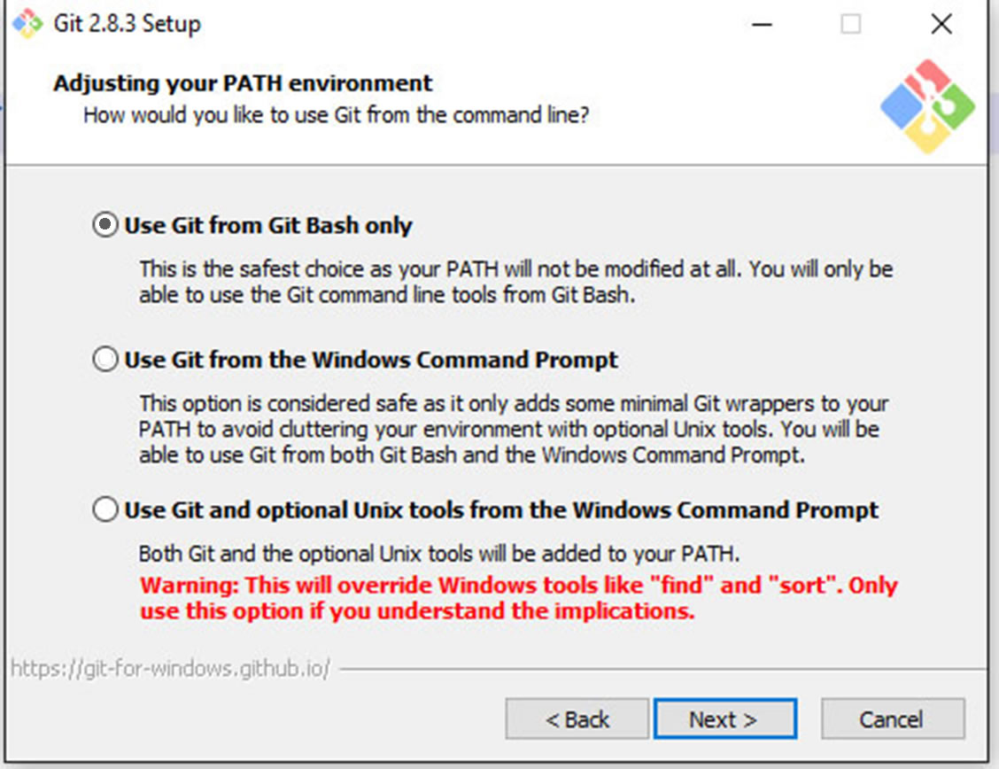 Git 2.8.3 Setup
Adjusting your PATH environment
How would you like to use Git from the command line?
Use Git from Git Bash only
This is the safest choice as your PATH will not be modified at all. You will only be
able to use the Git command line tools from Git Bash.
Use Git from the Windows Command Prompt
This option is considered safe as it only adds some minimal Git wrappers to your
PATH to avoid cluttering your environment with optional Unix tools. You will be
able to use Git from both Git Bash and the Windows Command Prompt.
Use Git and optional Unix tools from the Windows Command Prompt
Both Git and the optional Unix tools will be added to your PATH.
Warning: This will override Windows tools like "find" and "sort". Only
use this option if you understand the implications.
https://git-for-windows.github.io/
< Back Next > Cancel